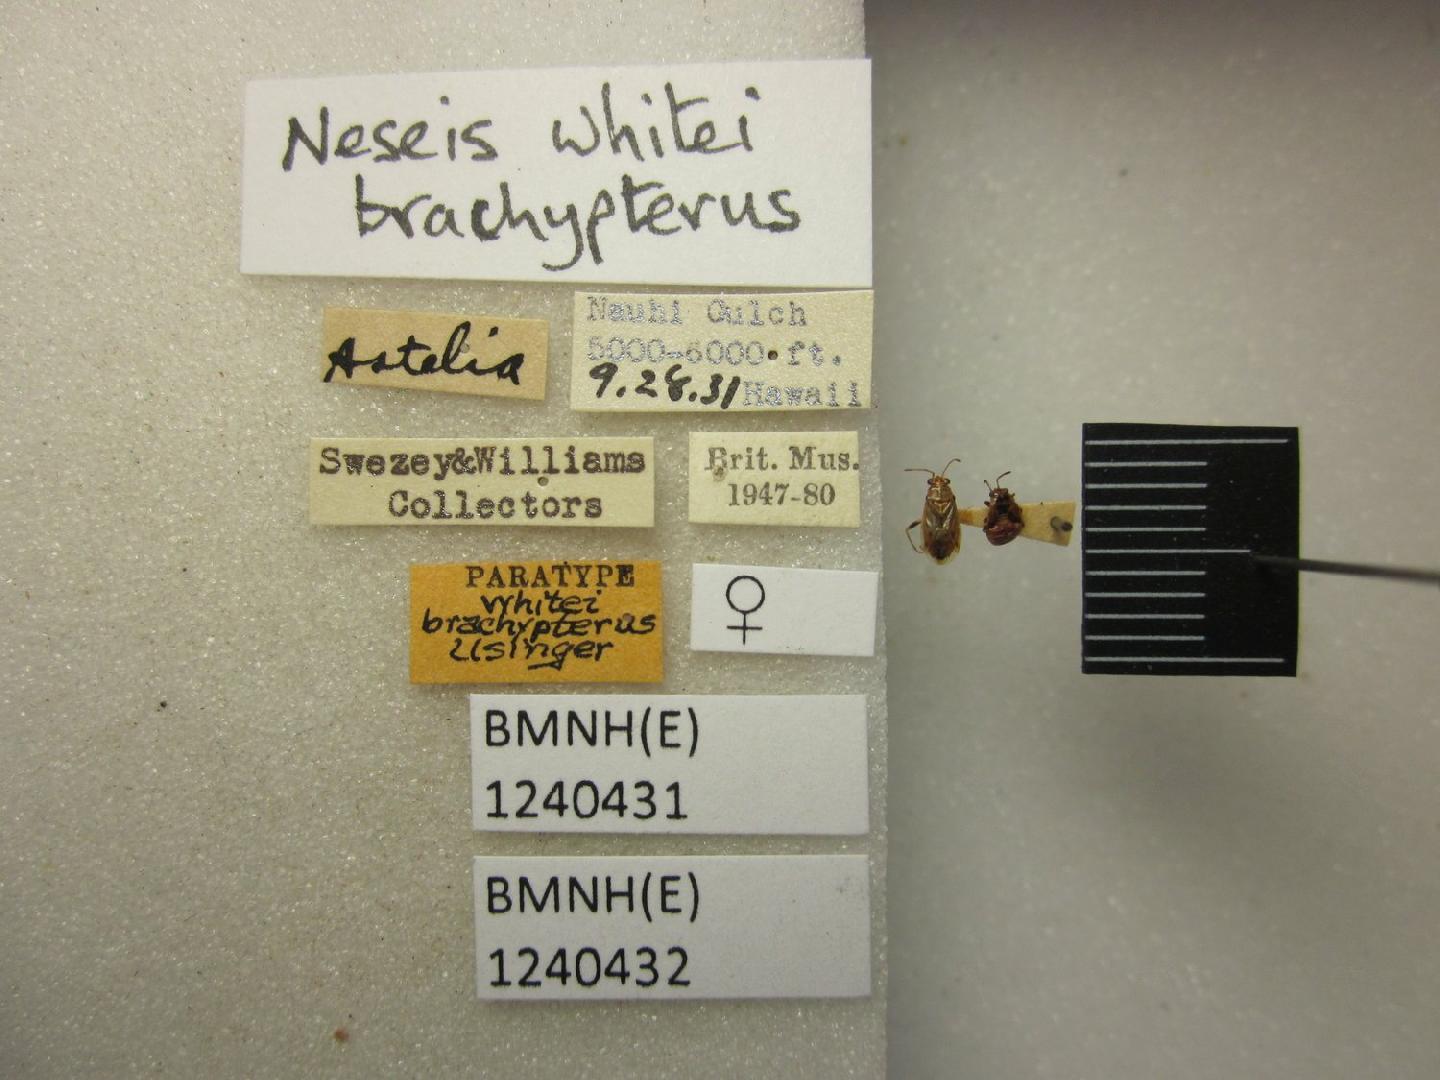 Neseis whitei
brachypterus
Astelia
Nauhi Gulch
5000-6000 ft.
9.28.31 Hawaii
Swezey&Williams
Collectors
Brit. Mus.
1947-80
PARATYPE
whitei
brachypterus
Usinger
♀
BMNH(E)
1240431
BMNH(E)
1240432